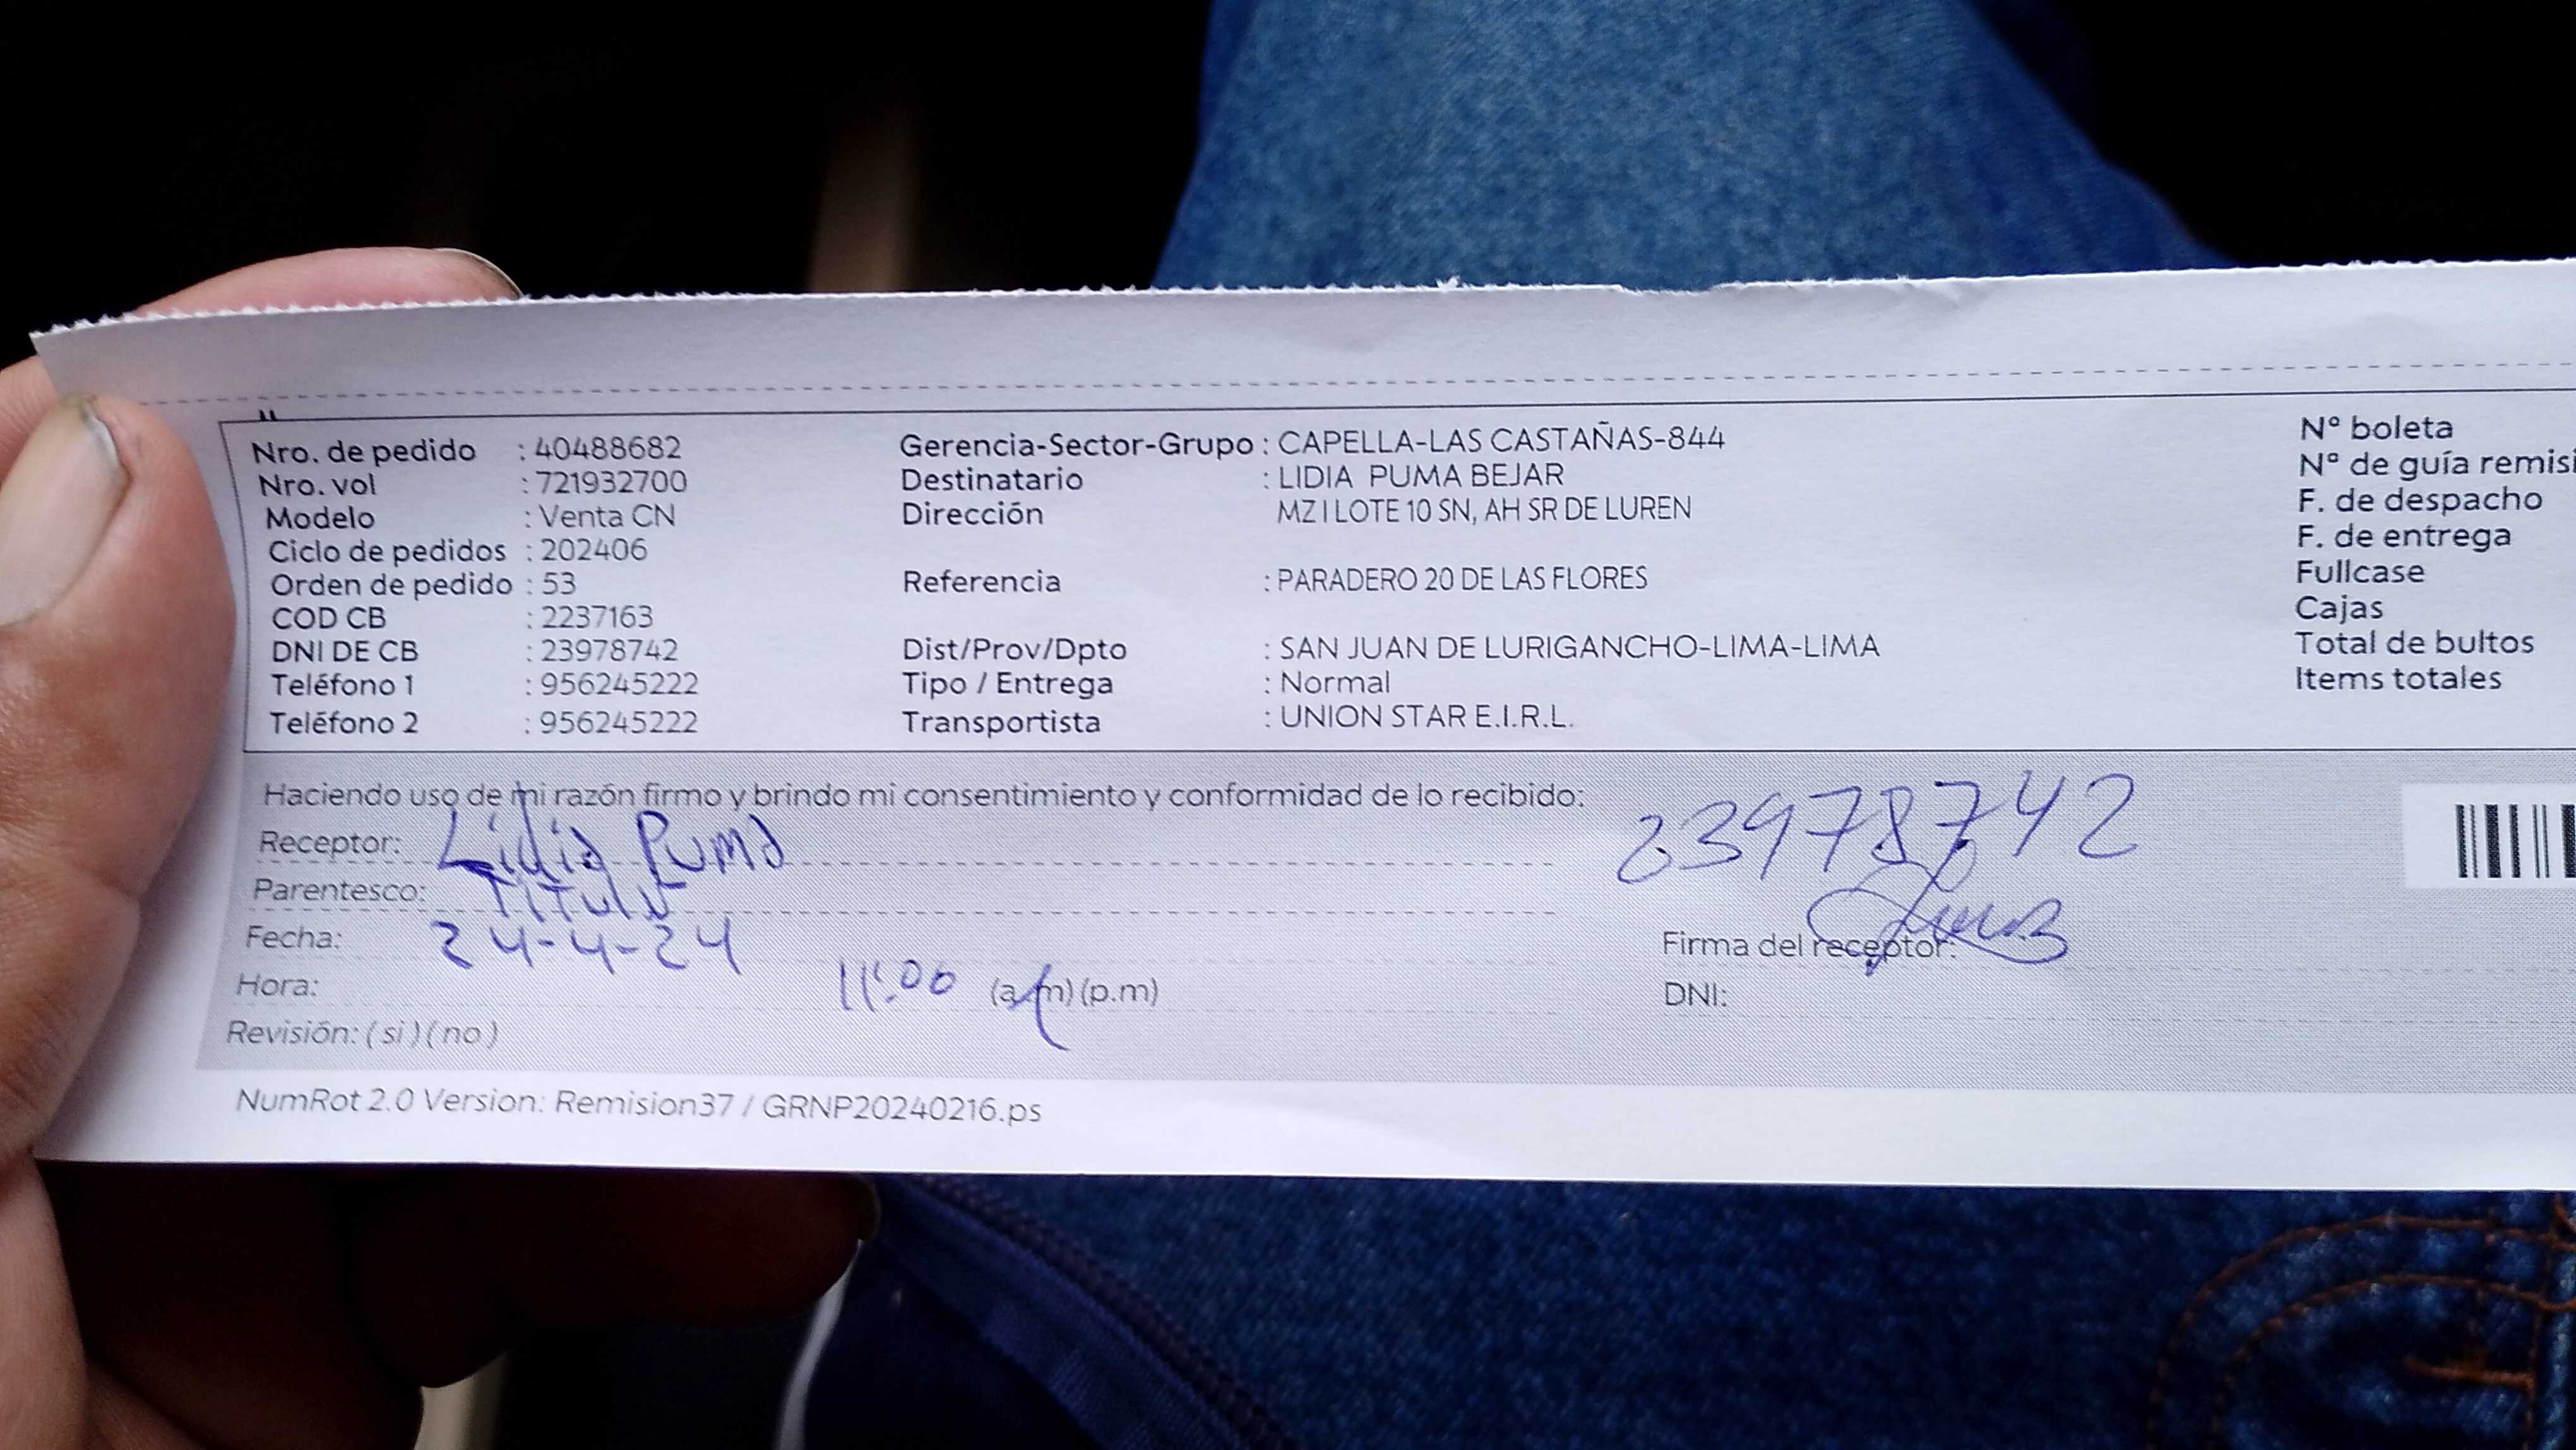 Nro. de pedido : 40488682 Gerencia-Sector-Grupo : CAPELLA-LAS CASTAÑAS-844 N° boleta
Nro. vol : 721932700 Destinatario : LIDIA PUMA BEJAR N° de guía remisi
Modelo : Venta CN Dirección MZ I LOTE 10 SN, AH SR DE LUREN F. de despacho
Ciclo de pedidos : 202406 F. de entrega
Orden de pedido : 53 Referencia : PARADERO 20 DE LAS FLORES Fullcase
COD CB : 2237163 Cajas
DNI DE CB : 23978742 Dist/Prov/Dpto : SAN JUAN DE LURIGANCHO-LIMA-LIMA Total de bultos
Teléfono 1 : 956245222 Tipo / Entrega : Normal Items totales
Teléfono 2 : 956245222 Transportista : UNION STAR E.I.R.L.
Haciendo uso de mi razón firmo y brindo mi consentimiento y conformidad de lo recibido:
Receptor: Lidia Puma 23978742
Parentesco:
Fecha: 24-4-24 Firma del receptor:
Hora: 11:00 (a.m) (p.m) DNI:
Revisión: ( si ) ( no )
NumRot 2.0 Version: Remision37 / GRNP20240216.ps